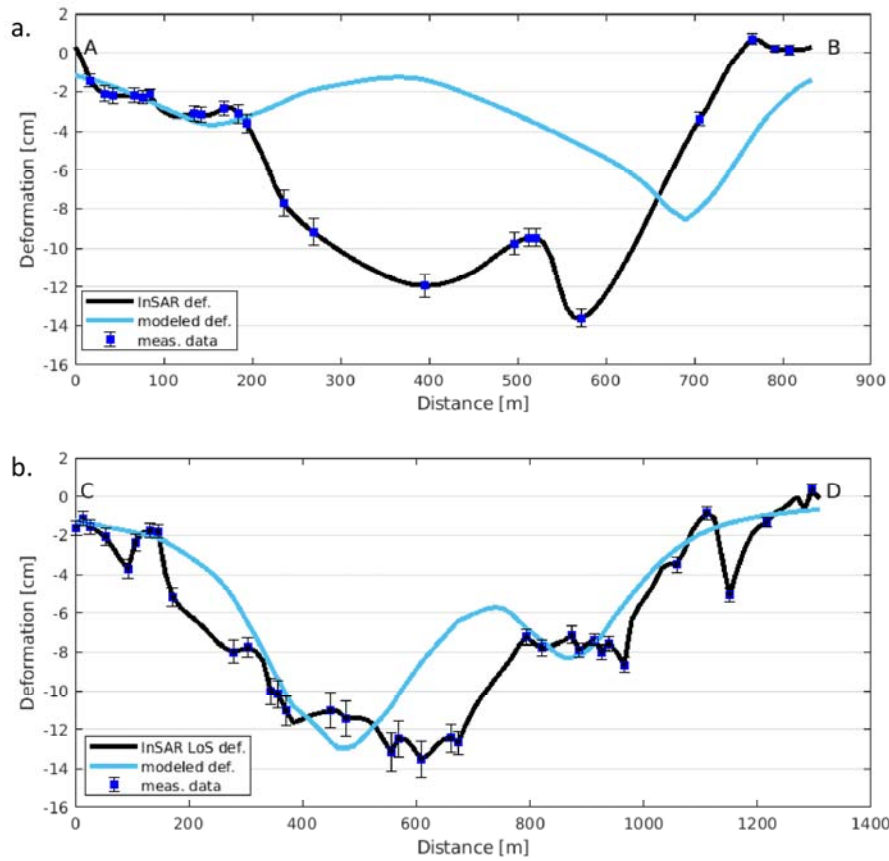 a.
2
0
-2
-4
-6
-8
-10
-12
-14
-16
Deformation [cm]
A
B
InSAR def.
modeled def.
meas. data
0 100 200 300 400 500 600 700 800 900
Distance [m]
b.
2
0
-2
-4
-6
-8
-10
-12
-14
-16
Deformation [cm]
C
D
InSAR LoS def.
modeled def.
meas. data
0 200 400 600 800 1000 1200 1400
Distance [m]